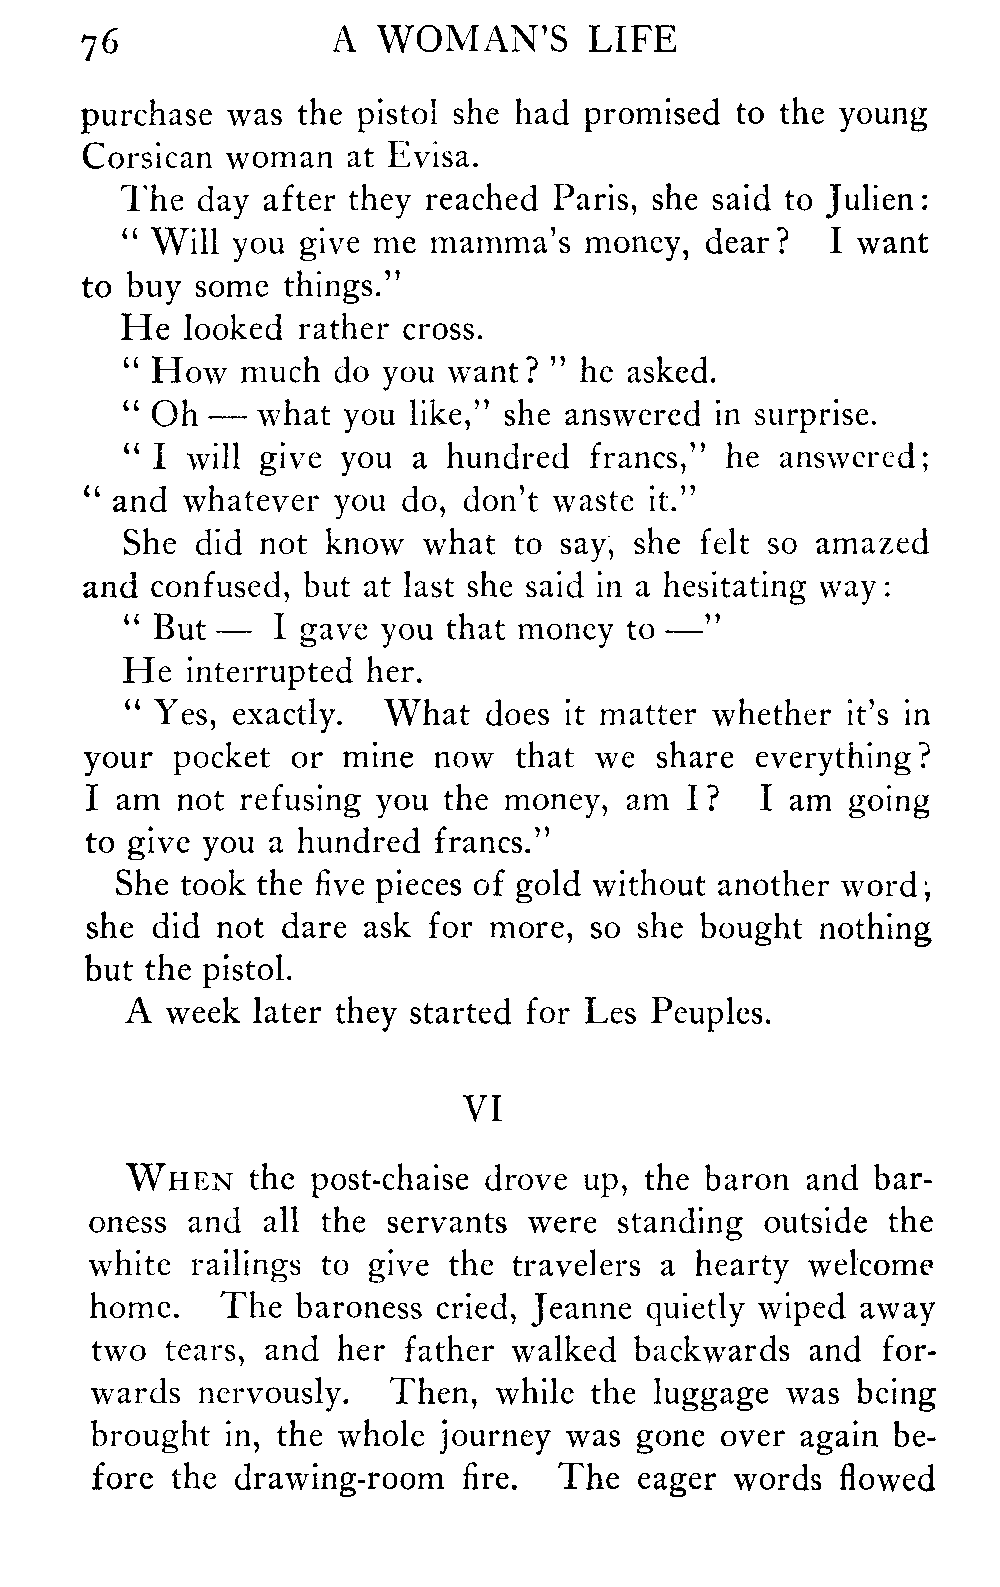 76 A WOMAN'S LIFE
purchase was the pistol she had promised to the young
Corsican woman at Evisa.
The day after they reached Paris, she said to Julien:
" Will you give me mamma's money, dear? I want
to buy some things."
He looked rather cross.
" How much do you want? " he asked.
" Oh — what you like," she answered in surprise.
" I will give you a hundred francs," he answered;
" and whatever you do, don't waste it."
She did not know what to say, she felt so amazed
and confused, but at last she said in a hesitating way:
" But — I gave you that money to —"
He interrupted her.
" Yes, exactly. What does it matter whether it's in
your pocket or mine now that we share everything?
I am not refusing you the money, am I? I am going
to give you a hundred francs."
She took the five pieces of gold without another word;
she did not dare ask for more, so she bought nothing
but the pistol.
A week later they started for Les Peuples.
VI
WHEN the post-chaise drove up, the baron and bar-
oness and all the servants were standing outside the
white railings to give the travelers a hearty welcome
home. The baroness cried, Jeanne quietly wiped away
two tears, and her father walked backwards and for-
wards nervously. Then, while the luggage was being
brought in, the whole journey was gone over again be-
fore the drawing-room fire. The eager words flowed